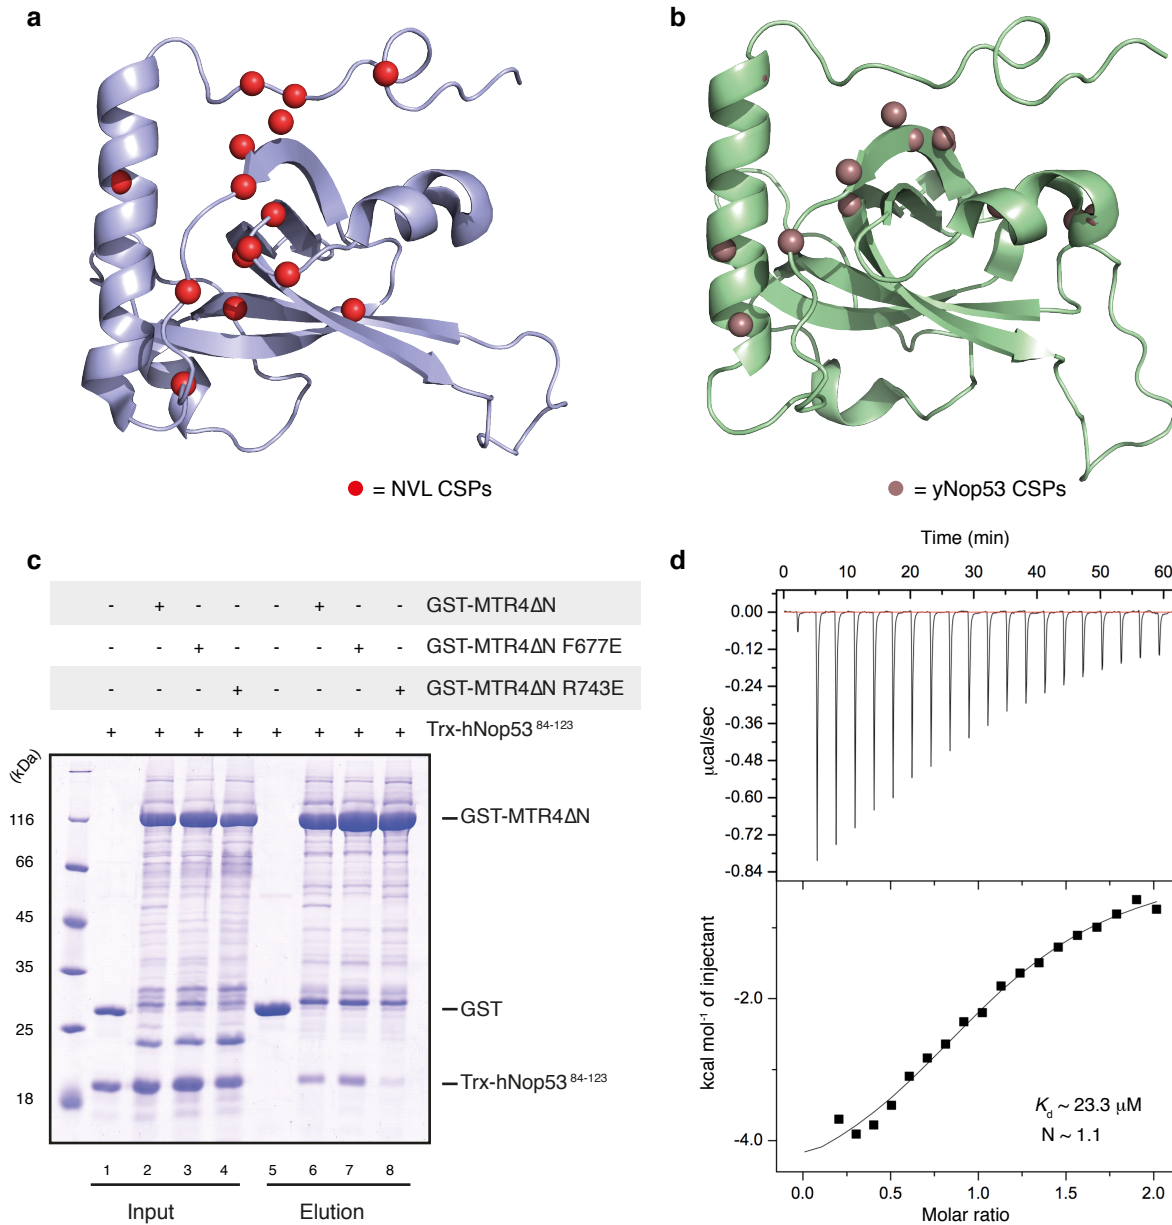 a
b
= NVL CSPs
= yNop53 CSPs
c
- + - - - + - - GST-MTR4ΔN
- - + - - - + - GST-MTR4ΔN F677E
- - - + - - - + GST-MTR4ΔN R743E
+ + + + + + + + Trx-hNop53 84-123
(kDa)
116
66
45
35
25
18
GST-MTR4ΔN
GST
Trx-hNop53 84-123
1 2 3 4 5 6 7 8
Input Elution
d
Time (min)
0 10 20 30 40 50 60
0.00
-0.12
-0.24
-0.36
-0.48
-0.60
-0.72
-0.84
µcal/sec
-2.0
-4.0
kcal mol-1 of injectant
Kd ~ 23.3 µM
N ~ 1.1
0.0 0.5 1.0 1.5 2.0
Molar ratio